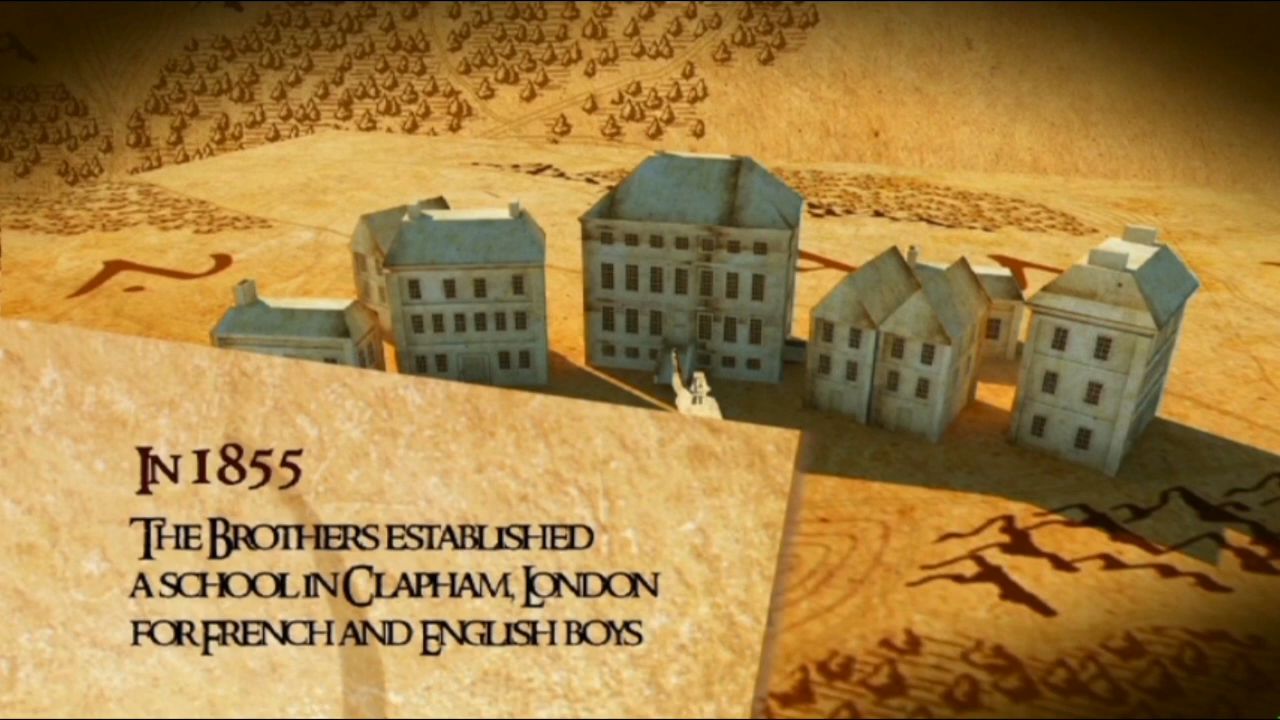 In 1855
The Brothers established
a school in Clapham, London
for French and English boys